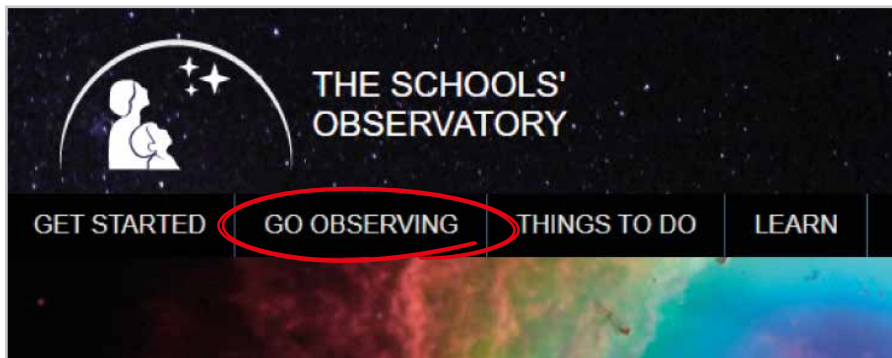 THE SCHOOLS'
OBSERVATORY
GET STARTED GO OBSERVING THINGS TO DO LEARN